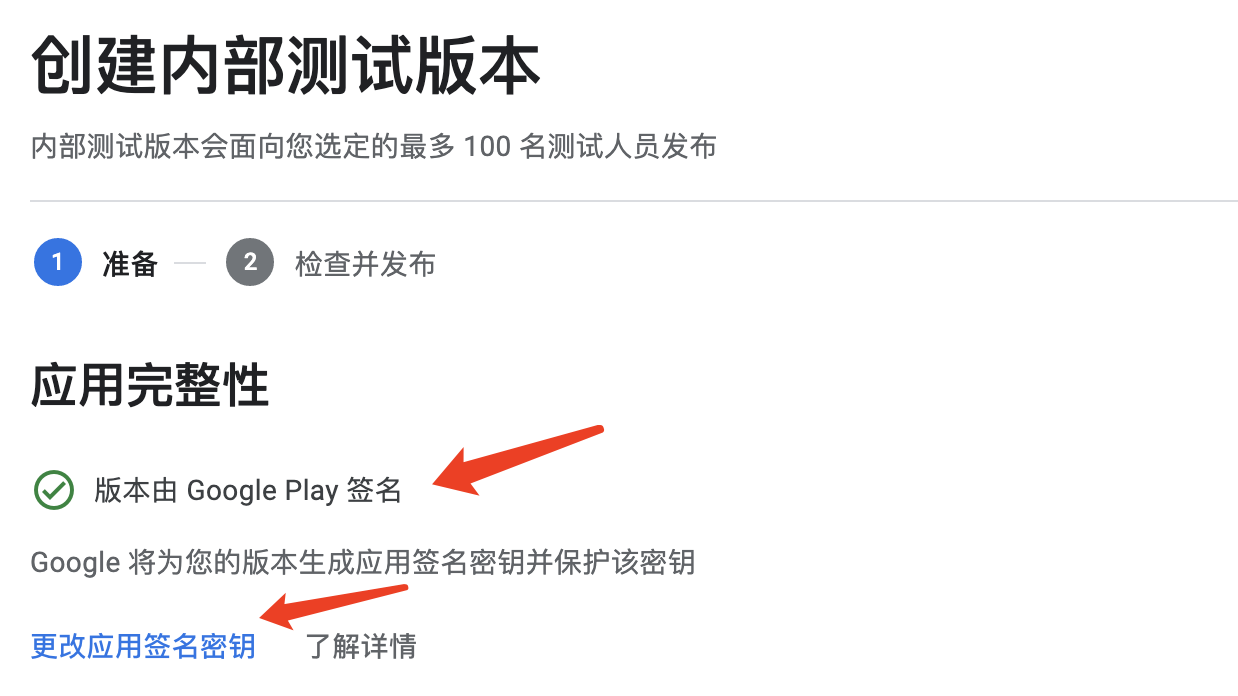 创建内部测试版本
内部测试版本会面向您选定的最多 100 名测试人员发布
1 准备 2 检查并发布
应用完整性
版本由 Google Play 签名
Google 将为您的版本生成应用签名密钥并保护该密钥
更改应用签名密钥 了解详情